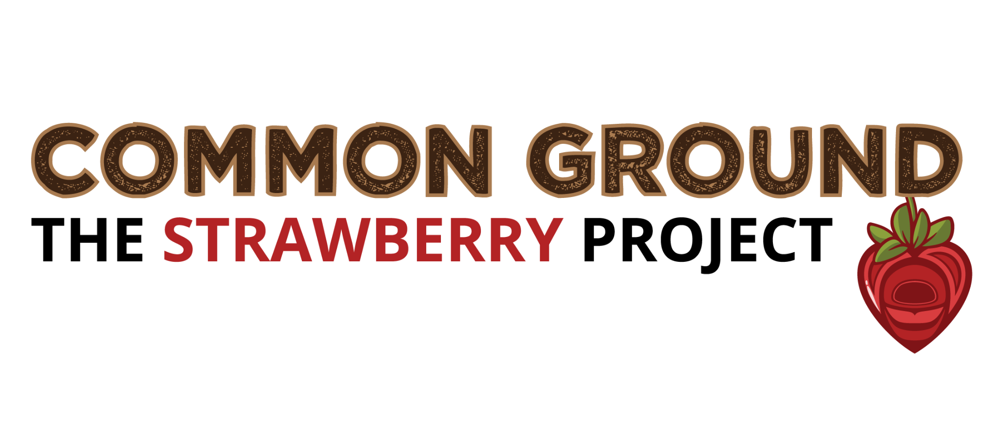 COMMON GROUND
THE STRAWBERRY PROJECT